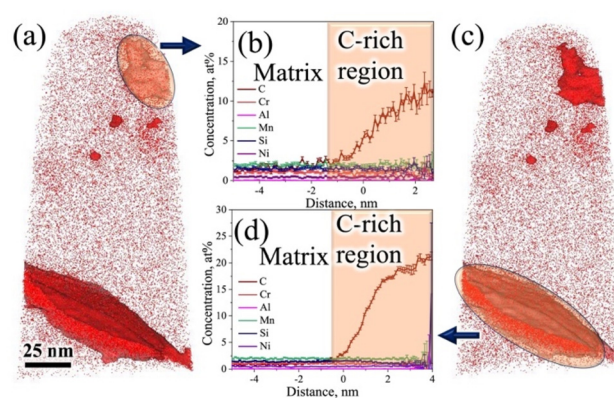 (a)
25 nm
(b)
C-rich
region
Matrix
C
Cr
Al
Mn
Si
Ni
Concentration, at%
20
15
10
5
0
-4
-2
0
2
Distance, nm
(c)
(d)
C-rich
region
Matrix
C
Cr
Al
Mn
Si
Ni
Concentration, at%
30
25
20
15
10
5
0
-4
-2
0
2
4
Distance, nm